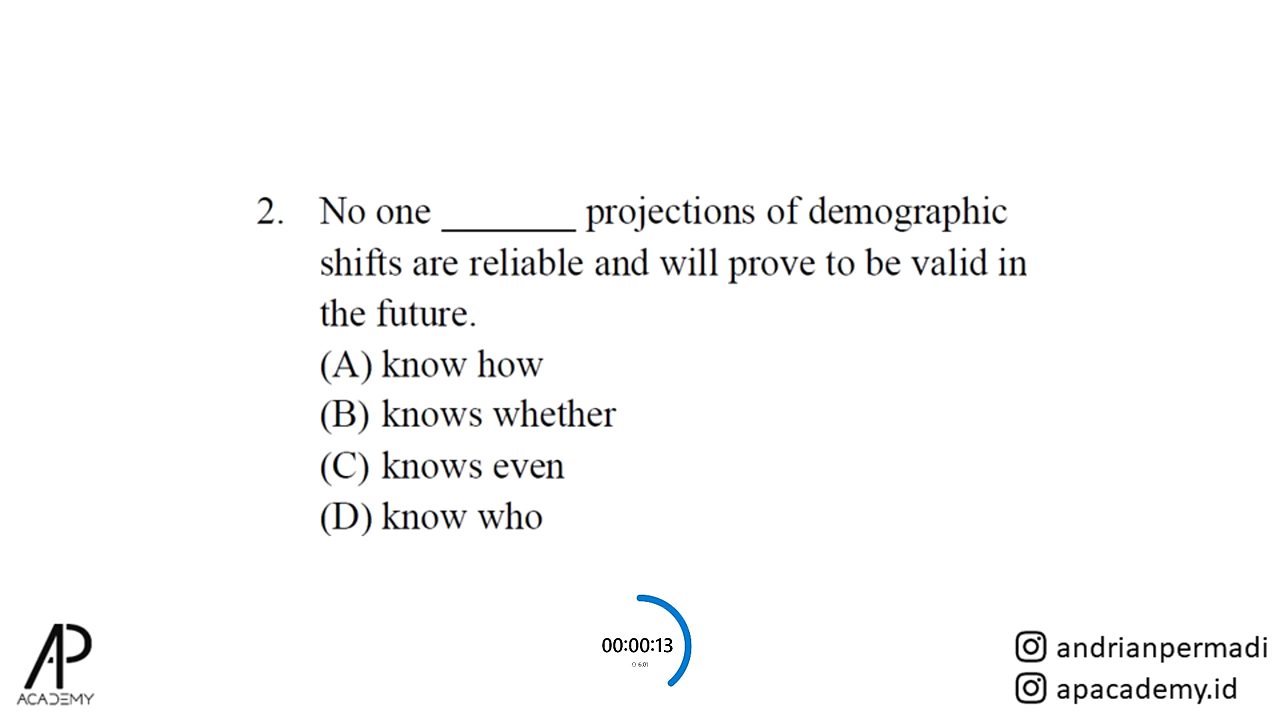 2. No one _______ projections of demographic
shifts are reliable and will prove to be valid in
the future.
(A) know how
(B) knows whether
(C) knows even
(D) know who
00:00:13
AP
ACADEMY
andrianpermadi
apacademy.id